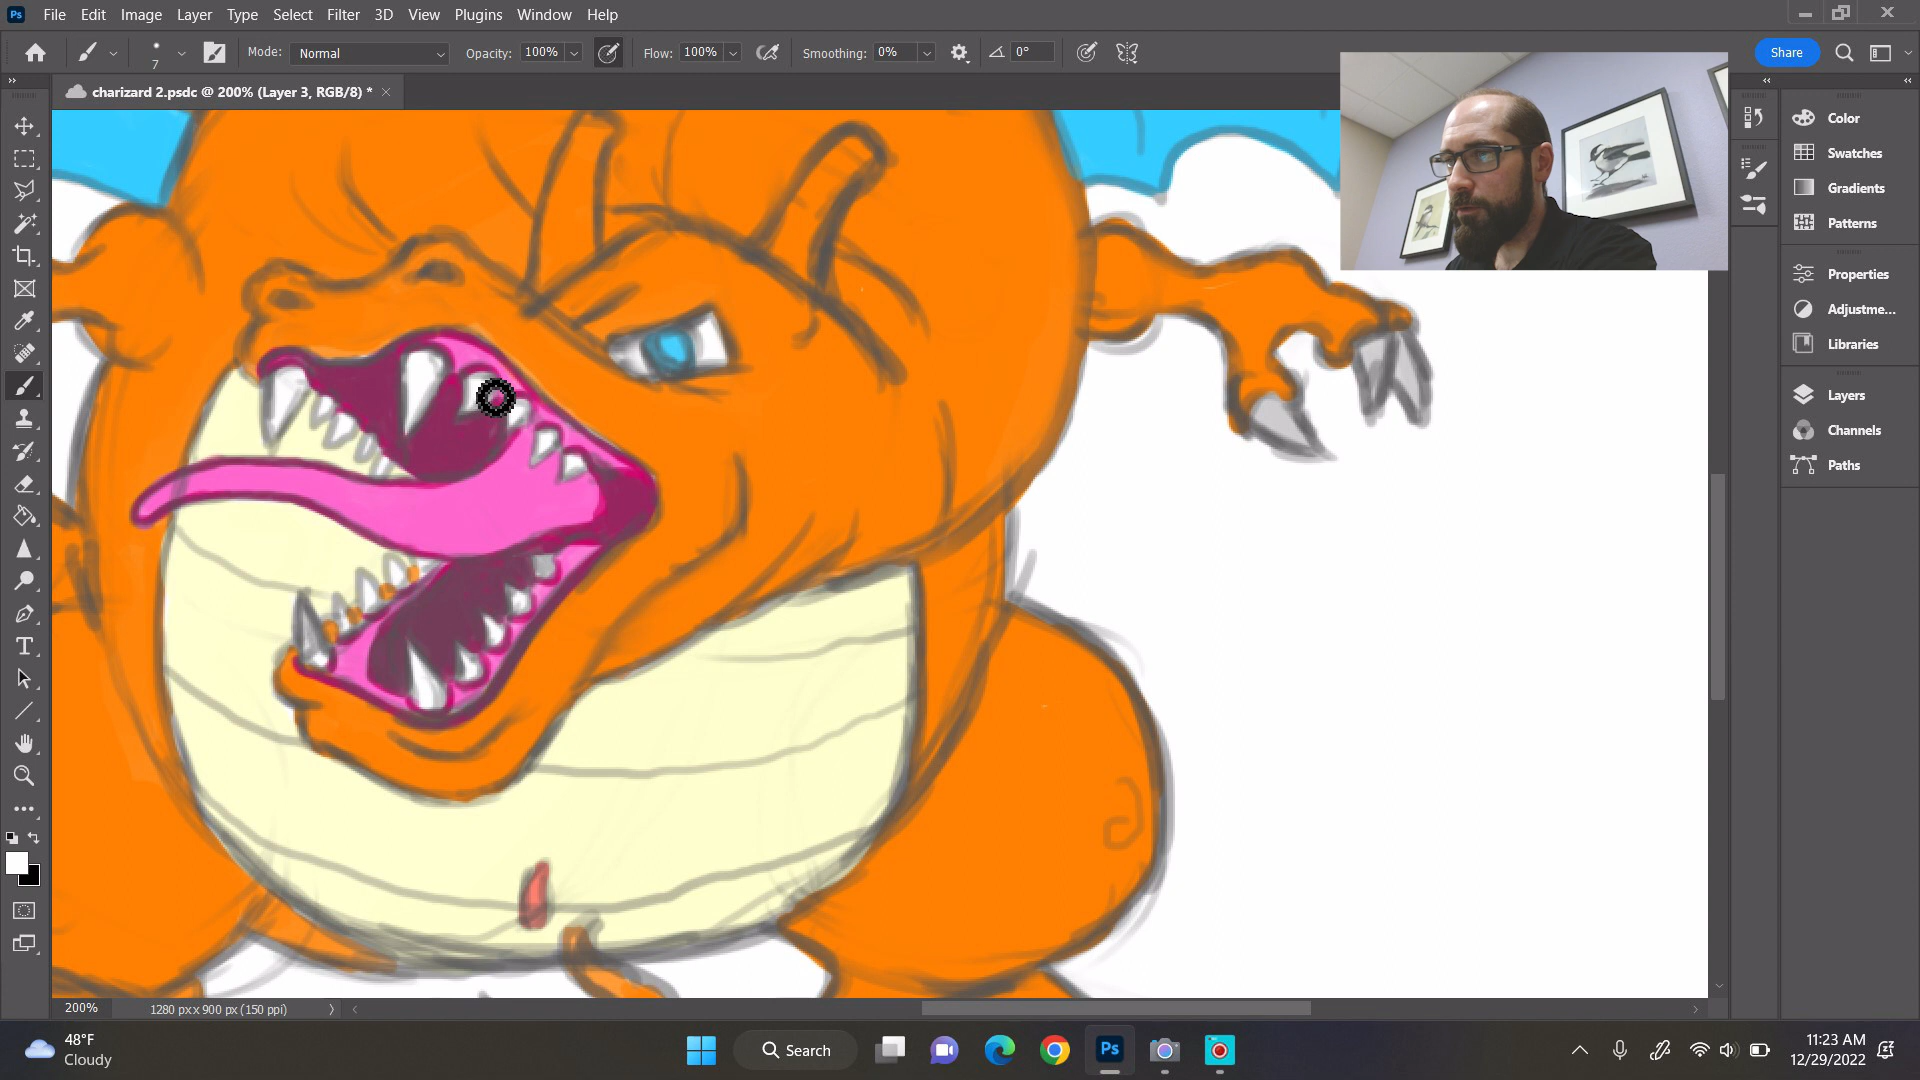 Ps File Edit Image Layer Type Select Filter 3D View Plugins Window Help
7 Mode: Normal Opacity: 100% Flow: 100% Smoothing: 0% 0° Share
charizard 2.psdc @ 200% (Layer 3, RGB/8) * ×
Color
Swatches
Gradients
Patterns
Properties
Adjustme...
Libraries
Layers
Channels
Paths
T
200% 1280 px x 900 px (150 ppi)
48°F
Cloudy
Search
Ps
11:23 AM
12/29/2022